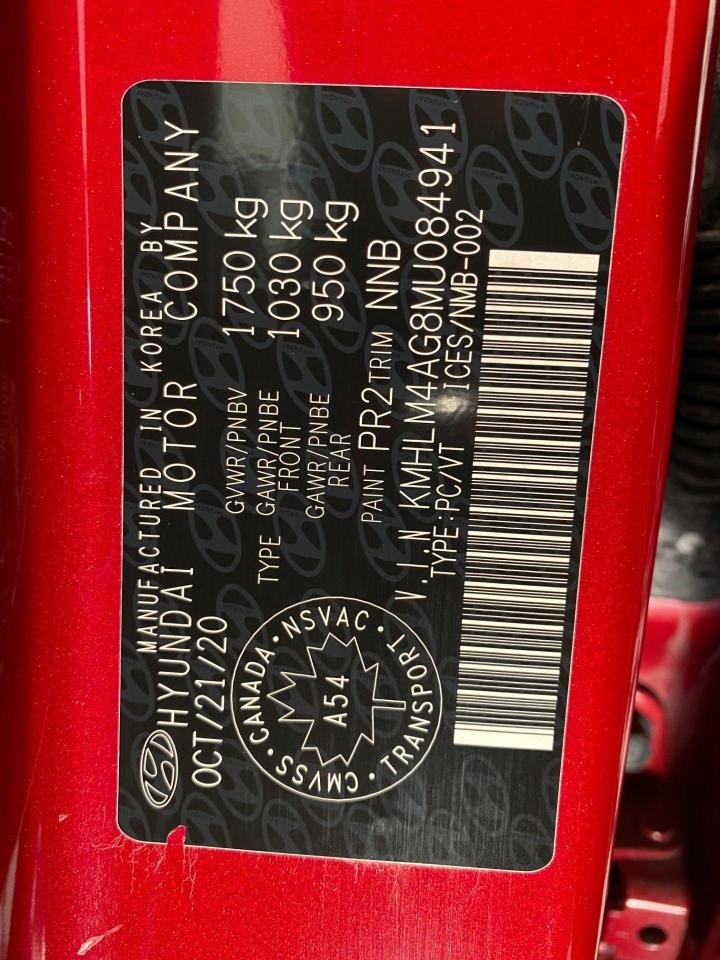 MANUFACTURED IN KOREA BY
HYUNDAI MOTOR COMPANY
OCT/21/20
GVWR/PNBV 1750 kg
TYPE GAWR/PNBE FRONT 1030 kg
GAWR/PNBE REAR 950 kg
PAINT PR2 TRIM NNB
V.I.N KMHLM4AG8MU084941
TYPE:PC/VT ICES/NMB-002
CANADA • NSVAC • TRANSPORT • CMVSS •
A54